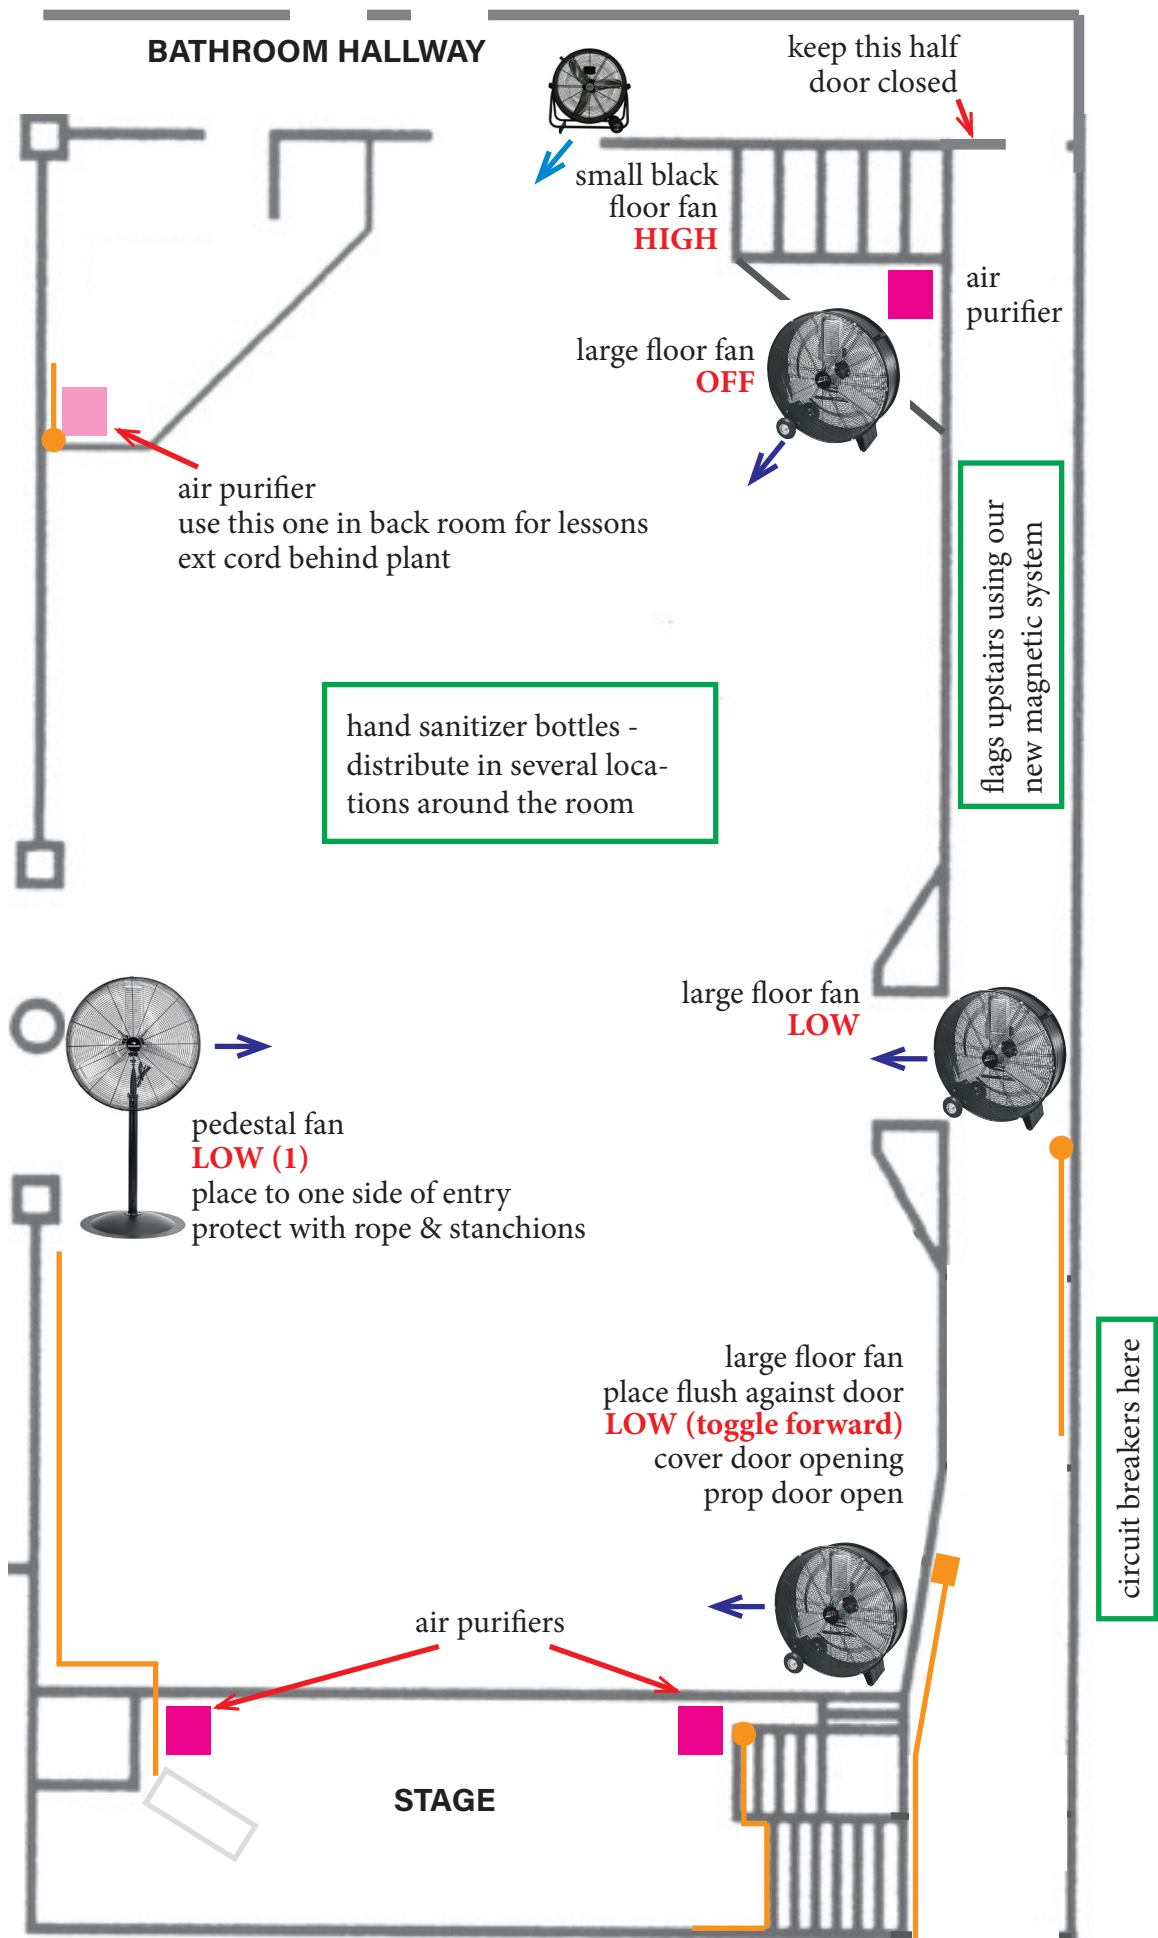 BATHROOM HALLWAY
keep this half
door closed
small black
floor fan
HIGH
air
purifier
large floor fan
OFF
air purifier
use this one in back room for lessons
ext cord behind plant
flags upstairs using our
new magnetic system
hand sanitizer bottles -
distribute in several loca-
tions around the room
large floor fan
LOW
pedestal fan
LOW (1)
place to one side of entry
protect with rope & stanchions
large floor fan
place flush against door
LOW (toggle forward)
cover door opening
prop door open
circuit breakers here
air purifiers
STAGE